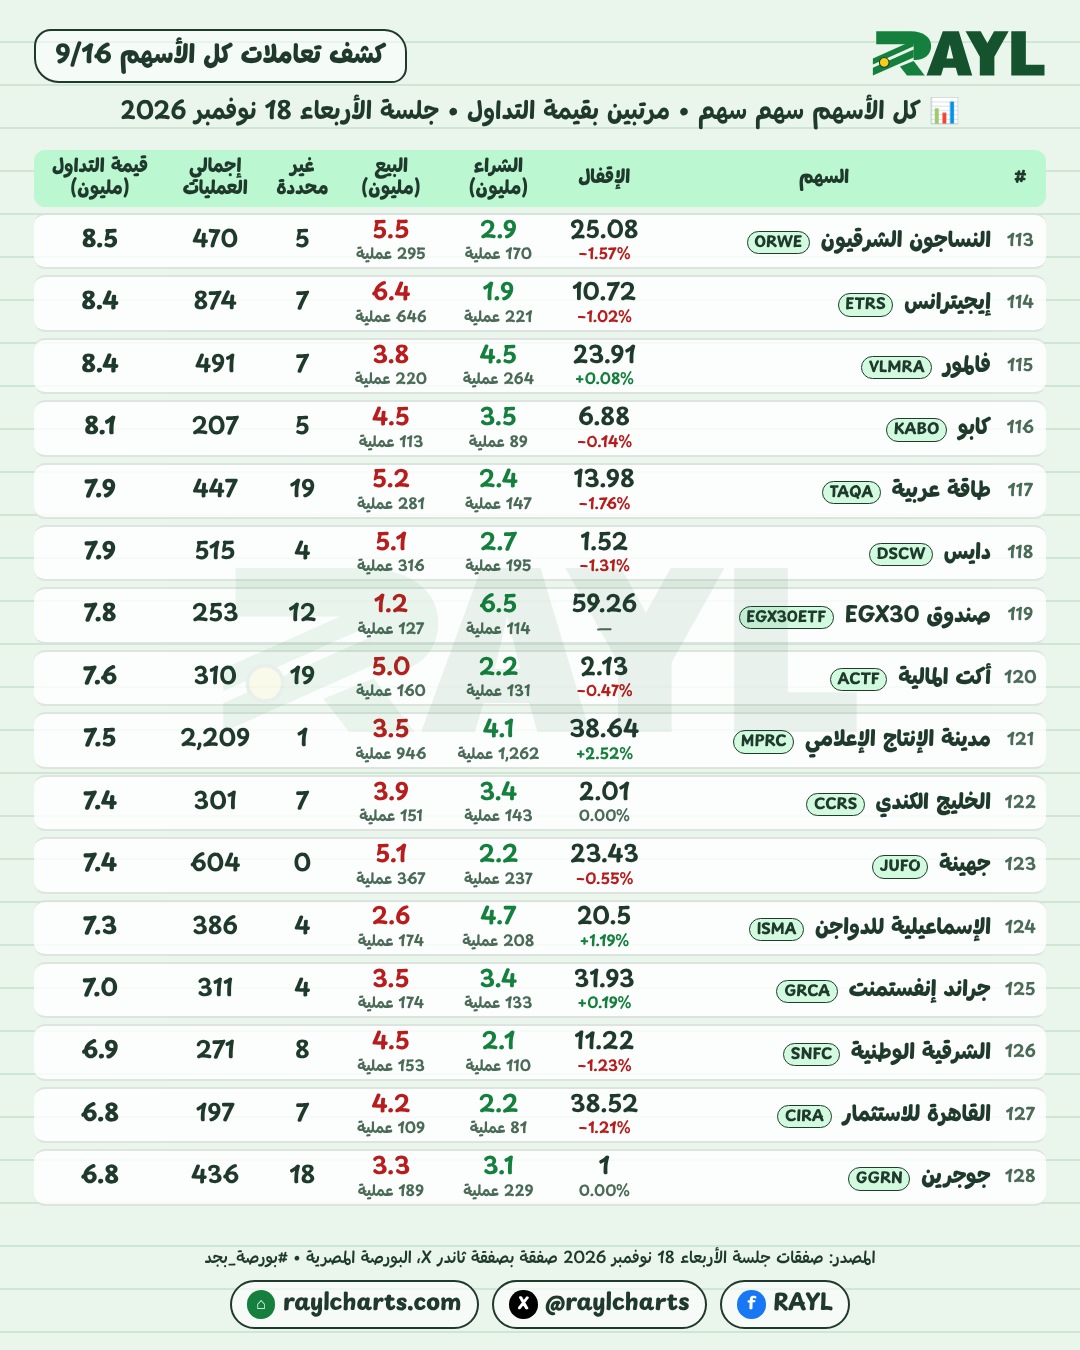 RAYL
كشف تعاملات كل الأسهم 9/16
📊 كل الأسهم سهم سهم • مرتبين بقيمة التداول • جلسة الأربعاء 18 نوفمبر 2026
# السهم الإقفال الشراء (مليون) البيع (مليون) غير محددة إجمالي العمليات قيمة التداول (مليون)
113 النساجون الشرقيون ORWE 25.08 2.9 5.5 5 470 8.5
-1.57% 170 عملية 295 عملية
114 إيجيترانس ETRS 10.72 1.9 6.4 7 874 8.4
-1.02% 221 عملية 646 عملية
115 فالمور VLMRA 23.91 4.5 3.8 7 491 8.4
+0.08% 264 عملية 220 عملية
116 كابو KABO 6.88 3.5 4.5 5 207 8.1
-0.14% 89 عملية 113 عملية
117 طاقة عربية TAQA 13.98 2.4 5.2 19 447 7.9
-1.76% 147 عملية 281 عملية
118 دايس DSCW 1.52 2.7 5.1 4 515 7.9
-1.31% 195 عملية 316 عملية
119 صندوق EGX30 EGX30ETF 59.26 6.5 1.2 12 253 7.8
— 114 عملية 127 عملية
120 أكت المالية ACTF 2.13 2.2 5.0 19 310 7.6
-0.47% 131 عملية 160 عملية
121 مدينة الإنتاج الإعلامي MPRC 38.64 4.1 3.5 1 2,209 7.5
+2.52% 1,262 عملية 946 عملية
122 الخليج الكندي CCRS 2.01 3.4 3.9 7 301 7.4
0.00% 143 عملية 151 عملية
123 جهينة JUFO 23.43 2.2 5.1 0 604 7.4
-0.55% 237 عملية 367 عملية
124 الإسماعيلية للدواجن ISMA 20.5 4.7 2.6 4 386 7.3
+1.19% 208 عملية 174 عملية
125 جراند إنفستمنت GRCA 31.93 3.4 3.5 4 311 7.0
+0.19% 133 عملية 174 عملية
126 الشرقية الوطنية SNFC 11.22 2.1 4.5 8 271 6.9
-1.23% 110 عملية 153 عملية
127 القاهرة للاستثمار CIRA 38.52 2.2 4.2 7 197 6.8
-1.21% 81 عملية 109 عملية
128 جوجرين GGRN 1 3.1 3.3 18 436 6.8
0.00% 229 عملية 189 عملية
RAYL
المصدر: صفقات جلسة الأربعاء 18 نوفمبر 2026 صفقة بصفقة ثاندر X، البورصة المصرية • #بورصة_بجد
RAYL @raylcharts raylcharts.com